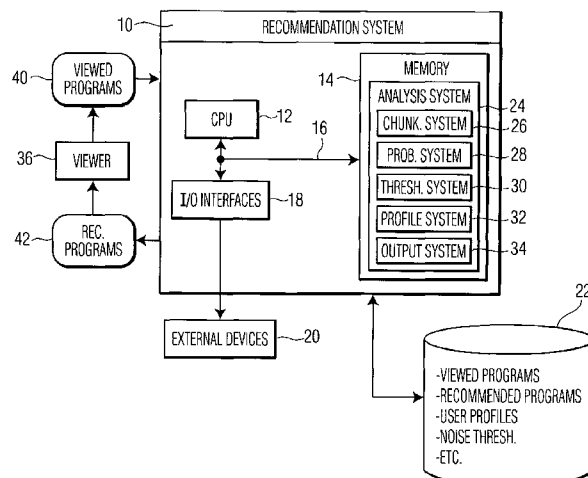 10
RECOMMENDATION SYSTEM
40
VIEWED PROGRAMS
14
MEMORY
ANALYSIS SYSTEM
24
CPU
12
CHUNK. SYSTEM
26
36
VIEWER
16
PROB. SYSTEM
28
I/O INTERFACES
18
THRESH. SYSTEM
30
PROFILE SYSTEM
32
42
REC. PROGRAMS
OUTPUT SYSTEM
34
EXTERNAL DEVICES
20
22
-VIEWED PROGRAMS
-RECOMMENDED PROGRAMS
-USER PROFILES
-NOISE THRESH.
-ETC.